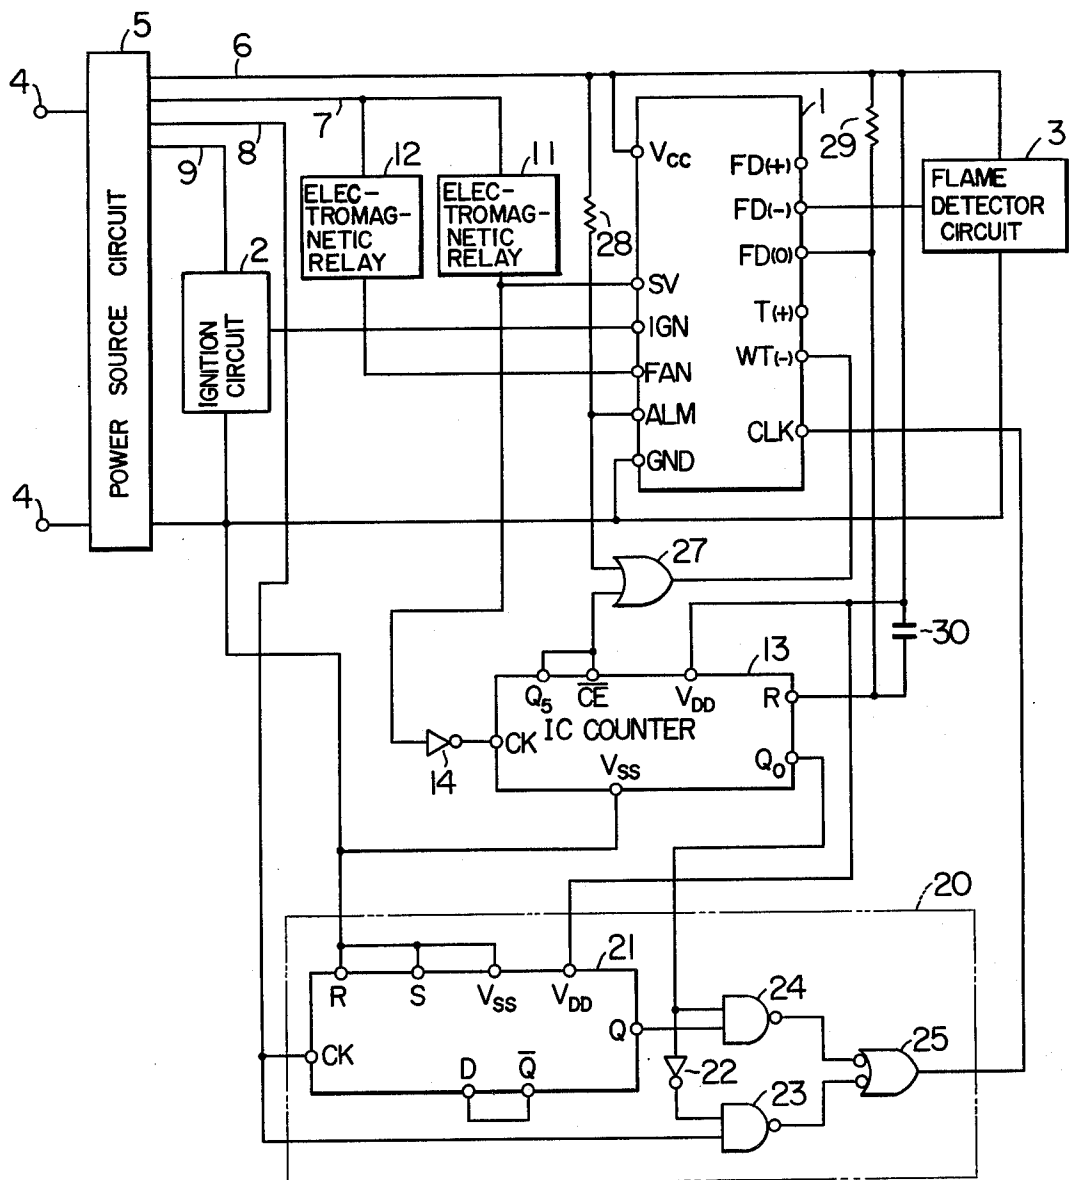 5
6
4
7
8
9
12
11
1
29
3
ELEC-
TROMAG-
NETIC
RELAY
ELEC-
TROMAG-
NETIC
RELAY
28
VCC
FD(+)
FD(-)
FD(0)
FLAME
DETECTOR
CIRCUIT
POWER SOURCE CIRCUIT
2
IGNITION
CIRCUIT
SV
IGN
FAN
ALM
GND
T(+)
WT(-)
CLK
4
27
30
13
Q5
CE
VDD
R
IC COUNTER
CK
VSS
Q0
14
20
21
R
S
VSS
VDD
Q
CK
D
Q
24
25
22
23